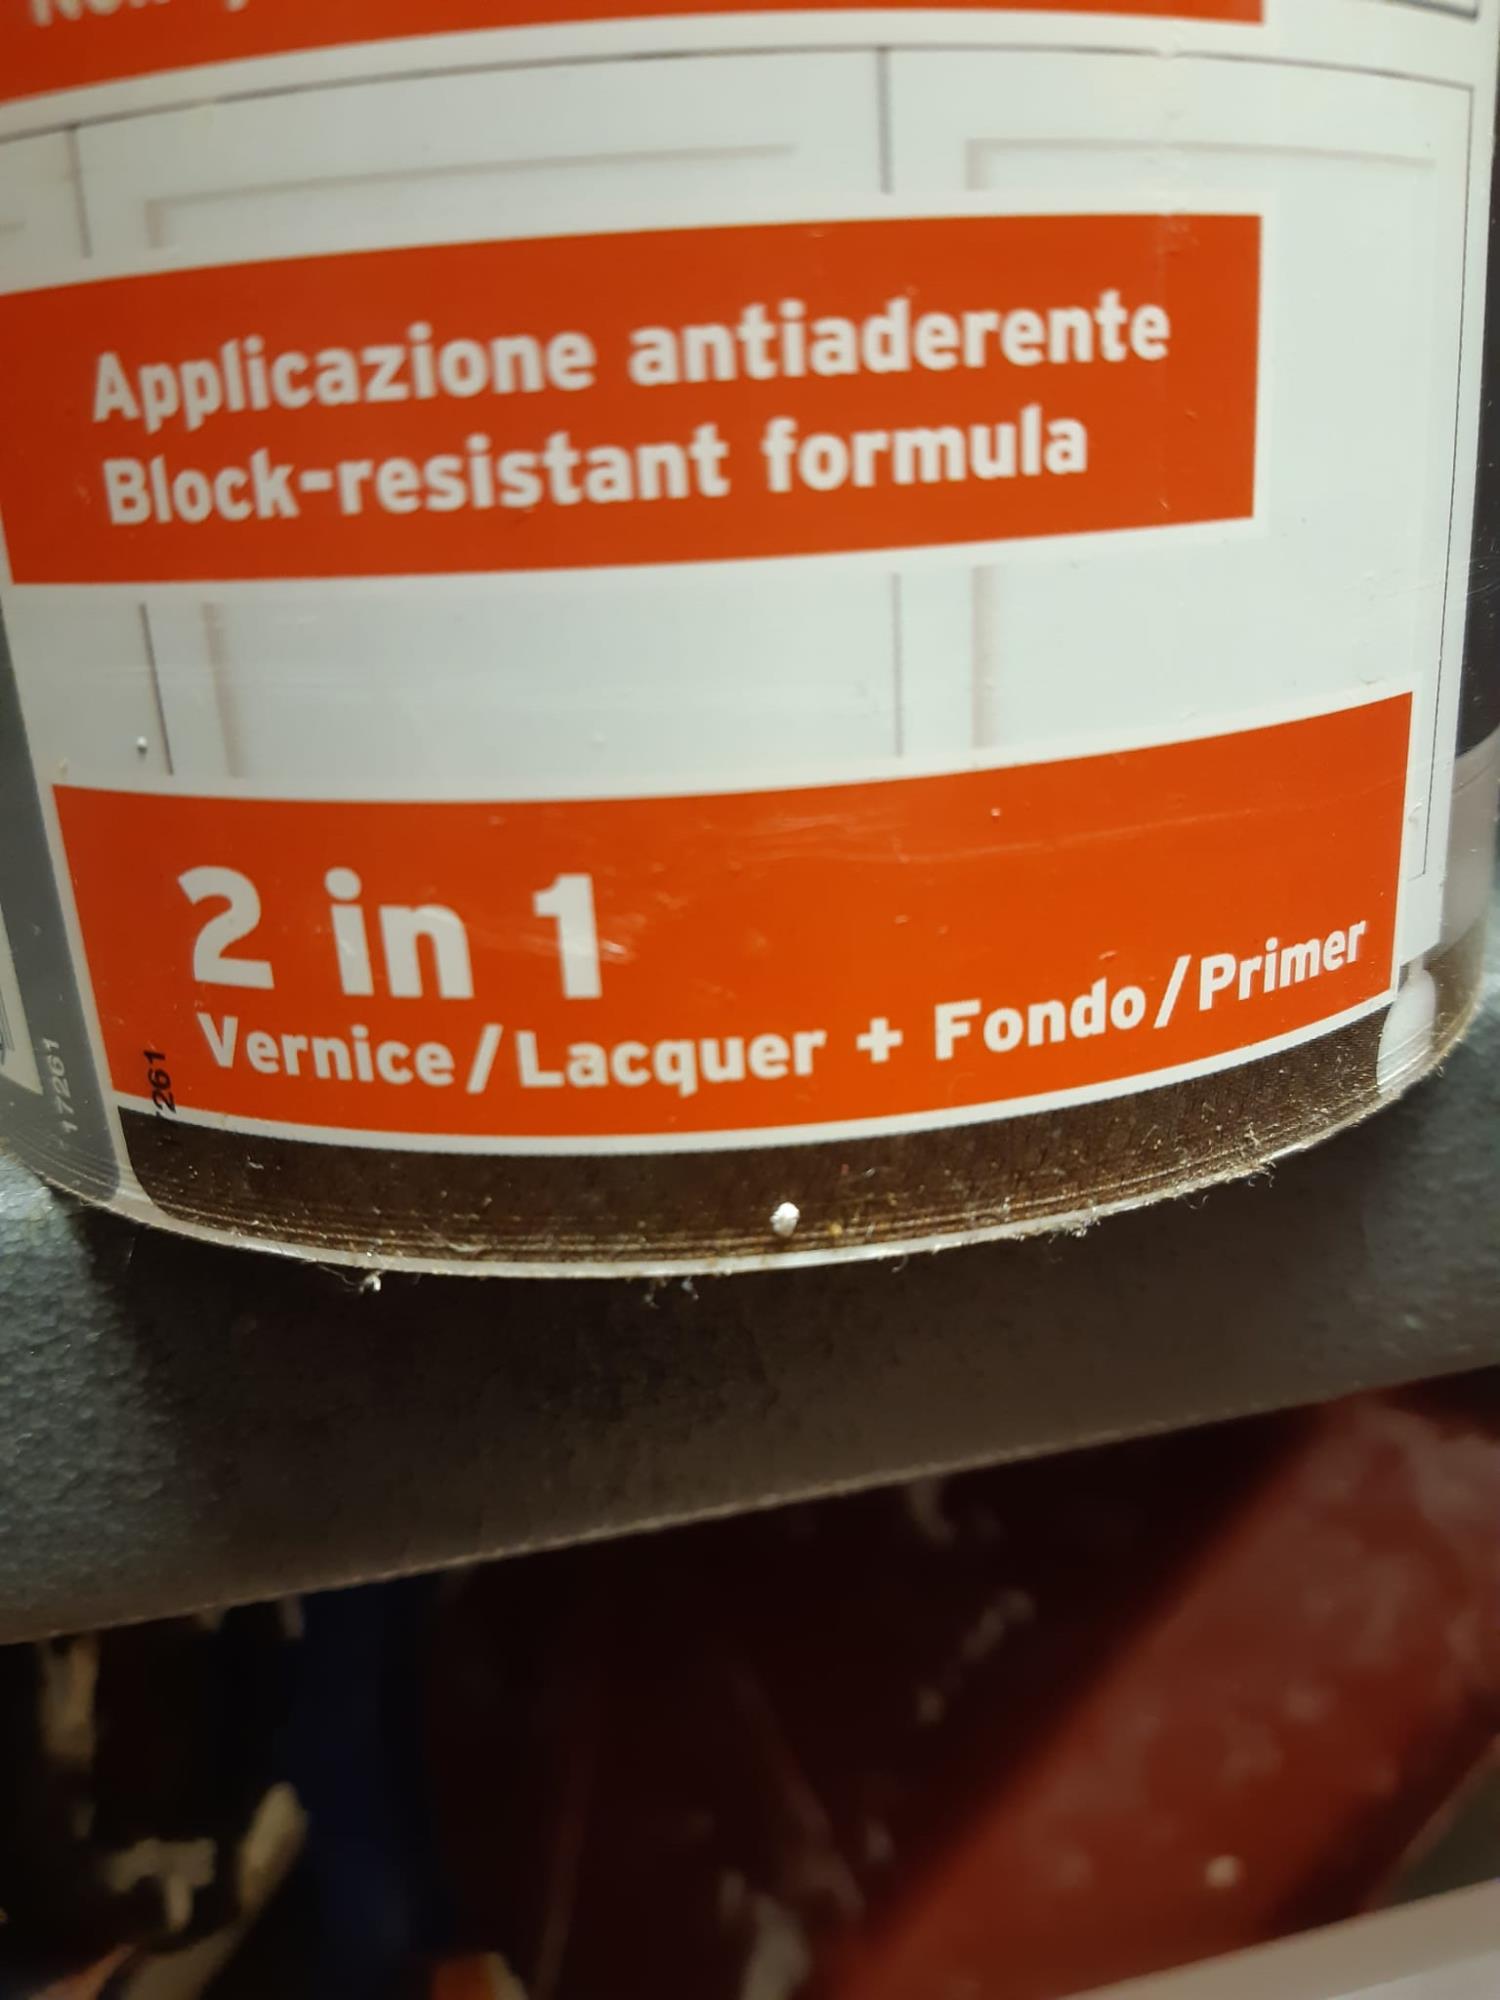 Applicazione antiaderente
Block-resistant formula
2 in 1
Vernice/Lacquer + Fondo/Primer
261
17261